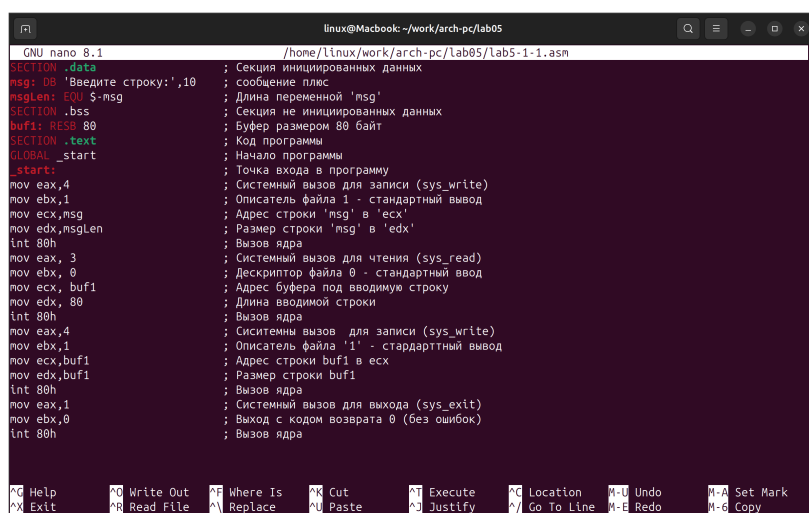 linux@Macbook: ~/work/arch-pc/lab05
GNU nano 8.1 /home/linux/work/arch-pc/lab05/lab5-1-1.asm
SECTION .data ; Секция инициированных данных
msg: DB 'Введите строку:',10 ; сообщение плюс
msgLen: EQU $-msg ; Длина переменной 'msg'
SECTION .bss ; Секция не инициированных данных
buf1: RESB 80 ; Буфер размером 80 байт
SECTION .text ; Код программы
GLOBAL _start ; Начало программы
_start: ; Точка входа в программу
mov eax,4 ; Системный вызов для записи (sys_write)
mov ebx,1 ; Описатель файла 1 - стандартный вывод
mov ecx,msg ; Адрес строки 'msg' в 'ecx'
mov edx,msgLen ; Размер строки 'msg' в 'edx'
int 80h ; Вызов ядра
mov eax, 3 ; Системный вызов для чтения (sys_read)
mov ebx, 0 ; Дескриптор файла 0 - стандартный ввод
mov ecx, buf1 ; Адрес буфера под вводимую строку
mov edx, 80 ; Длина вводимой строки
int 80h ; Вызов ядра
mov eax,4 ; Сиситемны вызов  для записи (sys_write)
mov ebx,1 ; Описатель файла '1' - стардарттный вывод
mov ecx,buf1 ; Адрес строки buf1 в ecx
mov edx,buf1 ; Размер строки buf1
int 80h ; Вызов ядра
mov eax,1 ; Системный вызов для выхода (sys_exit)
mov ebx,0 ; Выход с кодом возврата 0 (без ошибок)
int 80h ; Вызов ядра
^G Help ^O Write Out ^F Where Is ^K Cut ^T Execute ^C Location M-U Undo M-A Set Mark
^X Exit ^R Read File ^\ Replace ^U Paste ^J Justify ^/ Go To Line M-E Redo M-6 Copy